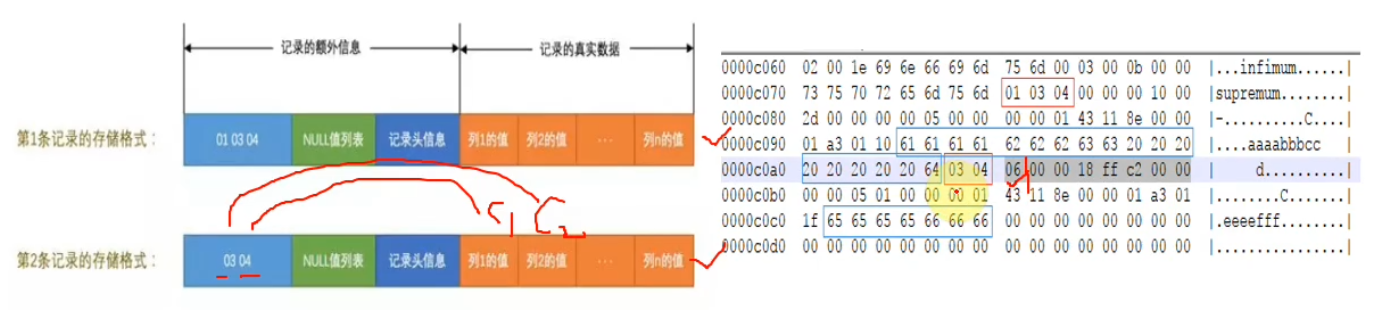 记录的额外信息 记录的真实数据
第1条记录的存储格式： 01 03 04 NULL值列表 记录头信息 列1的值 列2的值 ... 列n的值
C1 C2
第2条记录的存储格式： 03 04 NULL值列表 记录头信息 列1的值 列2的值 ... 列n的值
0000c060 02 00 1e 69 6e 66 69 6d 75 6d 00 03 00 0b 00 00 |...infimum......|
0000c070 73 75 70 72 65 6d 75 6d 01 03 04 00 00 00 10 00 |supremum........|
0000c080 2d 00 00 00 00 05 00 00 00 00 01 43 11 8e 00 00 |-..........C....|
0000c090 01 a3 01 10 61 61 61 61 62 62 62 63 63 20 20 20 |....aaaabbbcc   |
0000c0a0 20 20 20 20 20 64 03 04 06 00 00 18 ff c2 00 00 |     d..........|
0000c0b0 00 00 05 01 00 00 00 01 43 11 8e 00 00 01 a3 01 |........C.......|
0000c0c0 1f 65 65 65 65 66 66 66 00 00 00 00 00 00 00 00 |.eeeefff........|
0000c0d0 00 00 00 00 00 00 00 00 00 00 00 00 00 00 00 00 |................|